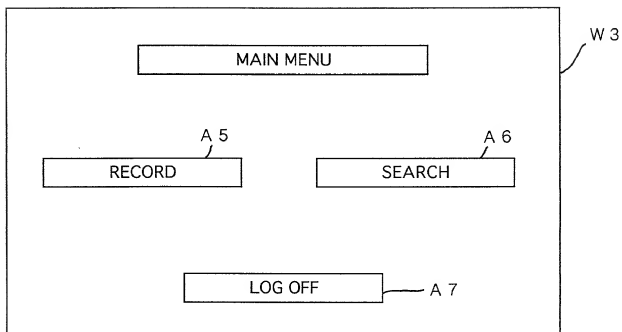 W 3
MAIN MENU
A 5
A 6
RECORD
SEARCH
LOG OFF
A 7